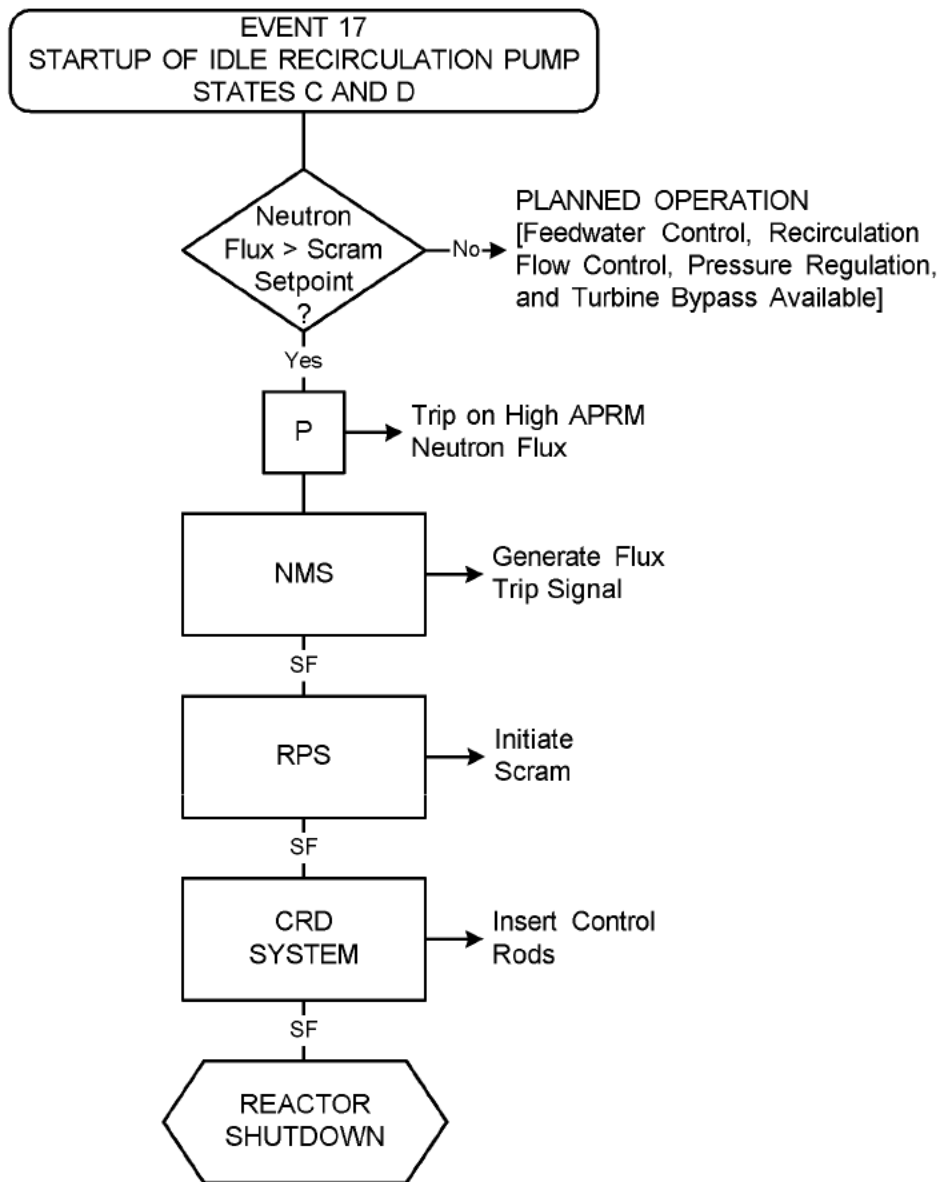 EVENT 17
STARTUP OF IDLE RECIRCULATION PUMP
STATES C AND D
Neutron
Flux > Scram
Setpoint
?
No
PLANNED OPERATION
[Feedwater Control, Recirculation
Flow Control, Pressure Regulation,
and Turbine Bypass Available]
Yes
P
Trip on High APRM
Neutron Flux
NMS
Generate Flux
Trip Signal
SF
RPS
Initiate
Scram
SF
CRD
SYSTEM
Insert Control
Rods
SF
REACTOR
SHUTDOWN